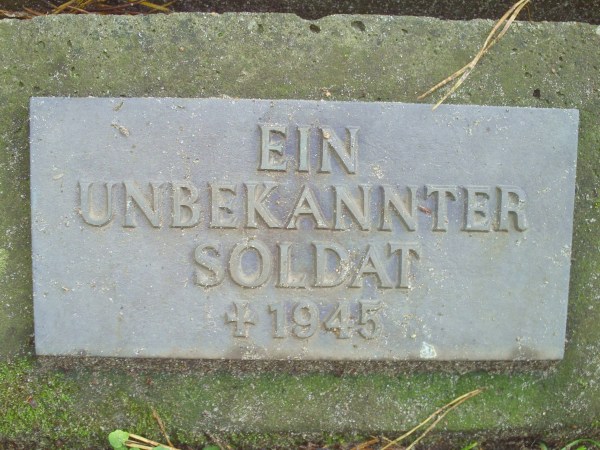 EIN
UNBEKANNTER
SOLDAT
✝ 1945